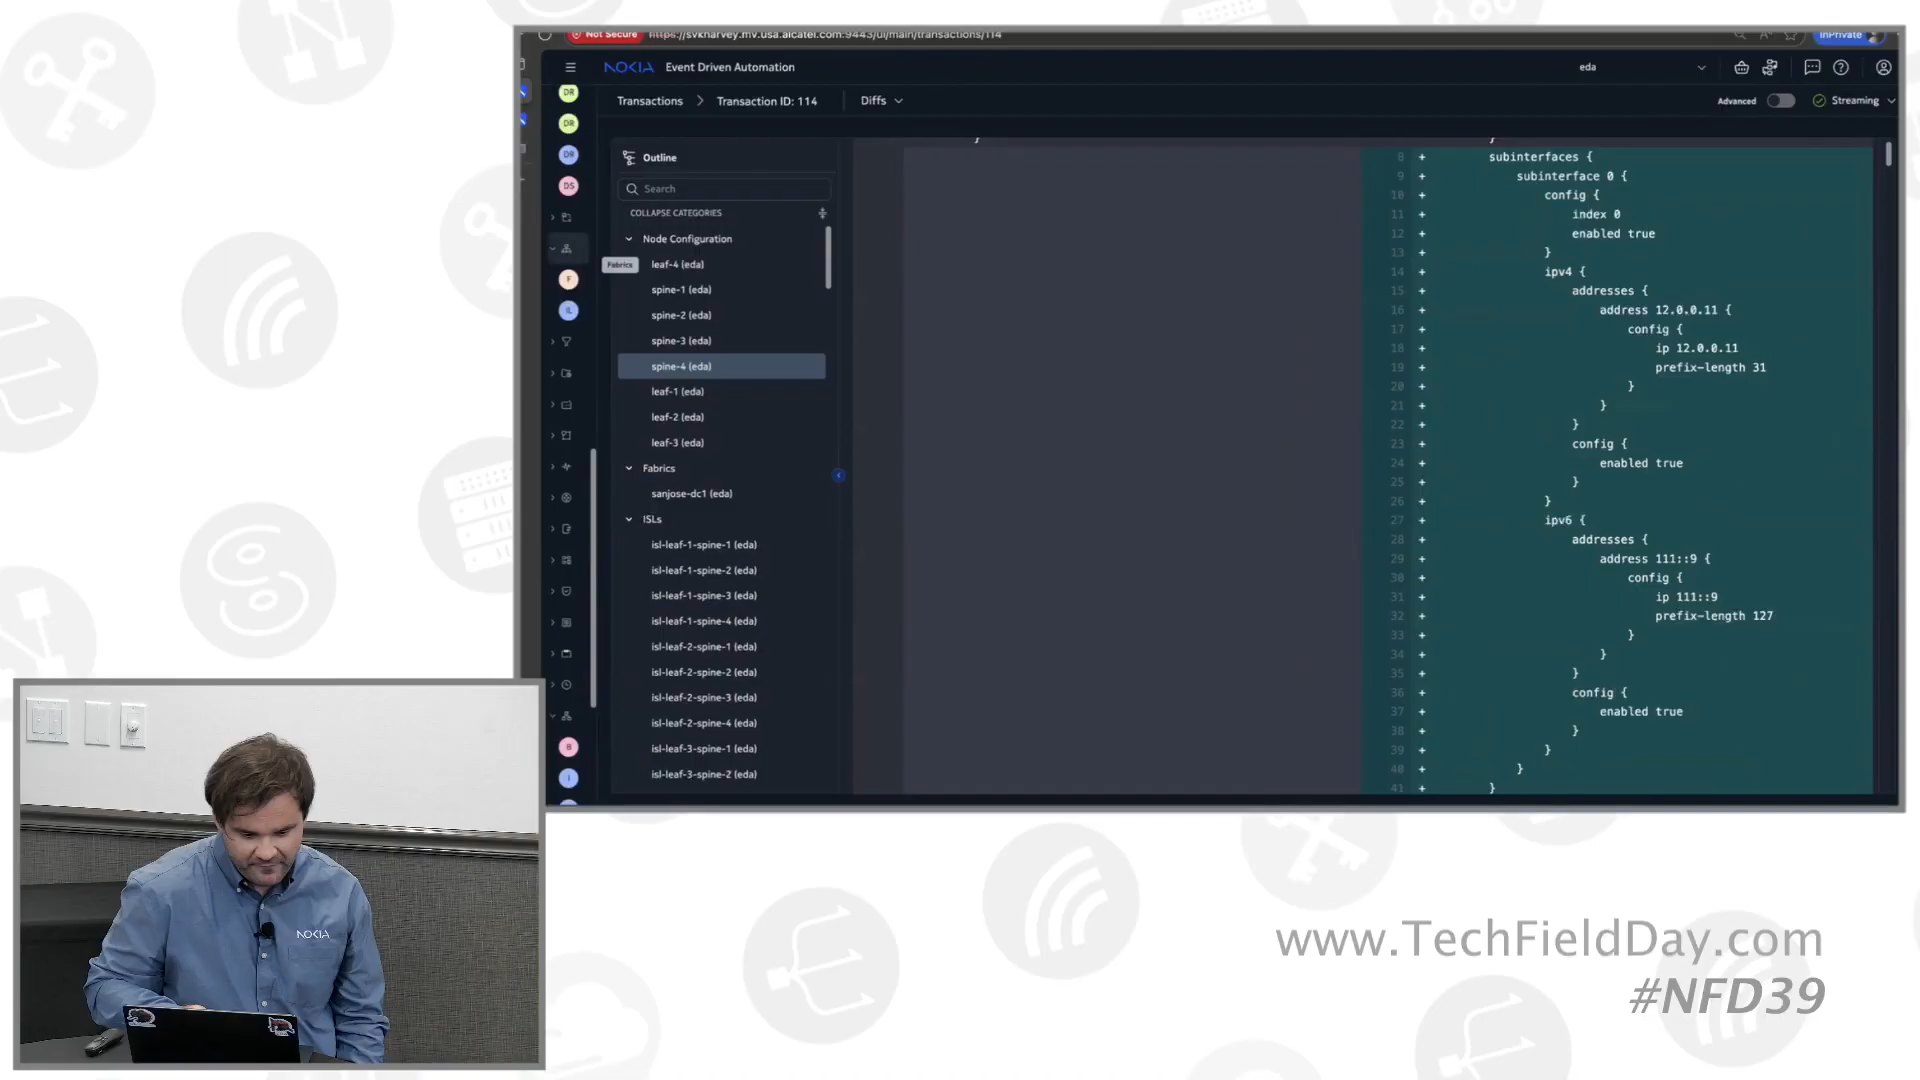 Not Secure https://svkharvey.mv.usa.alcatel.com:9443/ui/main/transactions/114 InPrivate
NOKIA Event Driven Automation eda
Transactions > Transaction ID: 114 Diffs Advanced Streaming
DR
DR
DR
DS
Fabrics
F
IL
B
I
Outline
Search
COLLAPSE CATEGORIES
Node Configuration
leaf-4 (eda)
spine-1 (eda)
spine-2 (eda)
spine-3 (eda)
spine-4 (eda)
leaf-1 (eda)
leaf-2 (eda)
leaf-3 (eda)
Fabrics
sanjose-dc1 (eda)
ISLs
isl-leaf-1-spine-1 (eda)
isl-leaf-1-spine-2 (eda)
isl-leaf-1-spine-3 (eda)
isl-leaf-1-spine-4 (eda)
isl-leaf-2-spine-1 (eda)
isl-leaf-2-spine-2 (eda)
isl-leaf-2-spine-3 (eda)
isl-leaf-2-spine-4 (eda)
isl-leaf-3-spine-1 (eda)
isl-leaf-3-spine-2 (eda)
}
}
8 + subinterfaces {
9 + subinterface 0 {
10 + config {
11 + index 0
12 + enabled true
13 + }
14 + ipv4 {
15 + addresses {
16 + address 12.0.0.11 {
17 + config {
18 + ip 12.0.0.11
19 + prefix-length 31
20 + }
21 + }
22 + }
23 + config {
24 + enabled true
25 + }
26 + }
27 + ipv6 {
28 + addresses {
29 + address 111::9 {
30 + config {
31 + ip 111::9
32 + prefix-length 127
33 + }
34 + }
35 + }
36 + config {
37 + enabled true
38 + }
39 + }
40 + }
41 + }
NOKIA
www.TechFieldDay.com
#NFD39